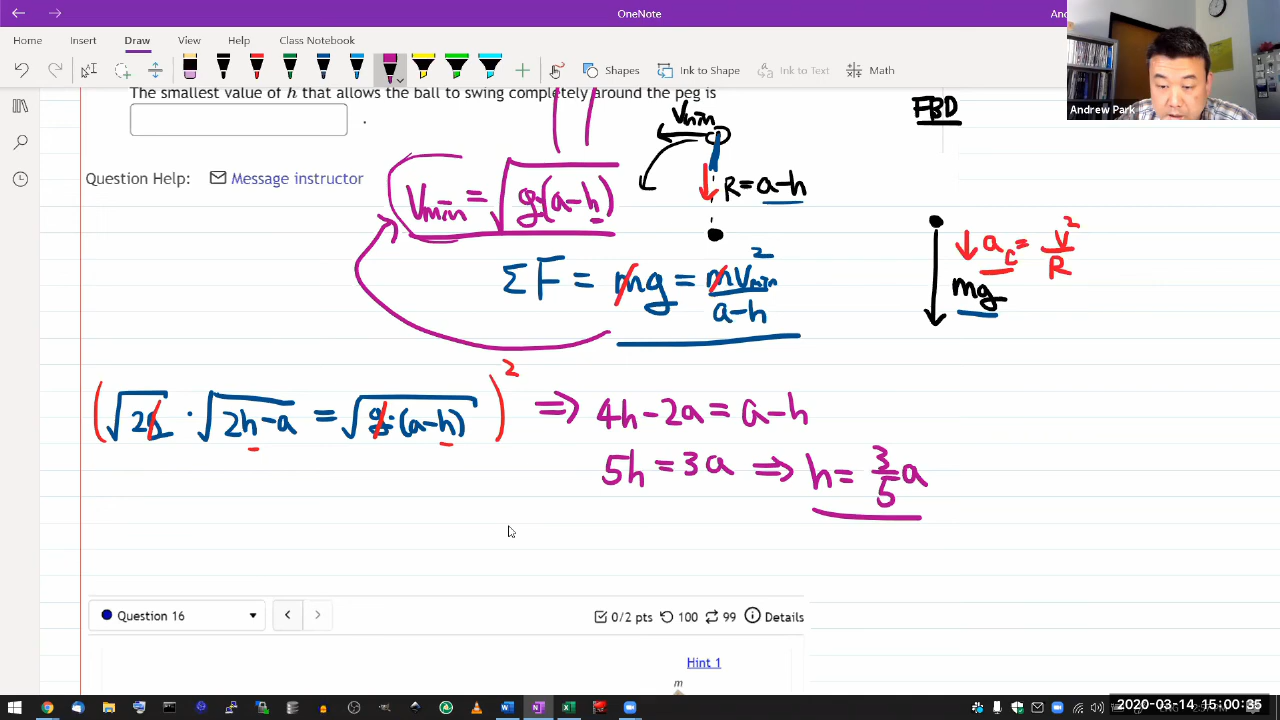 OneNote
An
Home Insert Draw View Help Class Notebook
Shapes Ink to Shape Ink to Text Math
Andrew Park
The smallest value of h that allows the ball to swing completely around the peg is
.
FBD
Vmin
Question Help: Message instructor
Vmin = √g·(a-h)
R = a-h
a_c = v²/R
mg
ΣF = mg = mv²min/(a-h)
(√2g · √2h-a = √g·(a-h))² ⇒ 4h-2a = a-h
5h = 3a ⇒ h = 3/5 a
Question 16 < > 0/2 pts 100 99 Details
Hint 1
m
2020-03-14 15:00:35